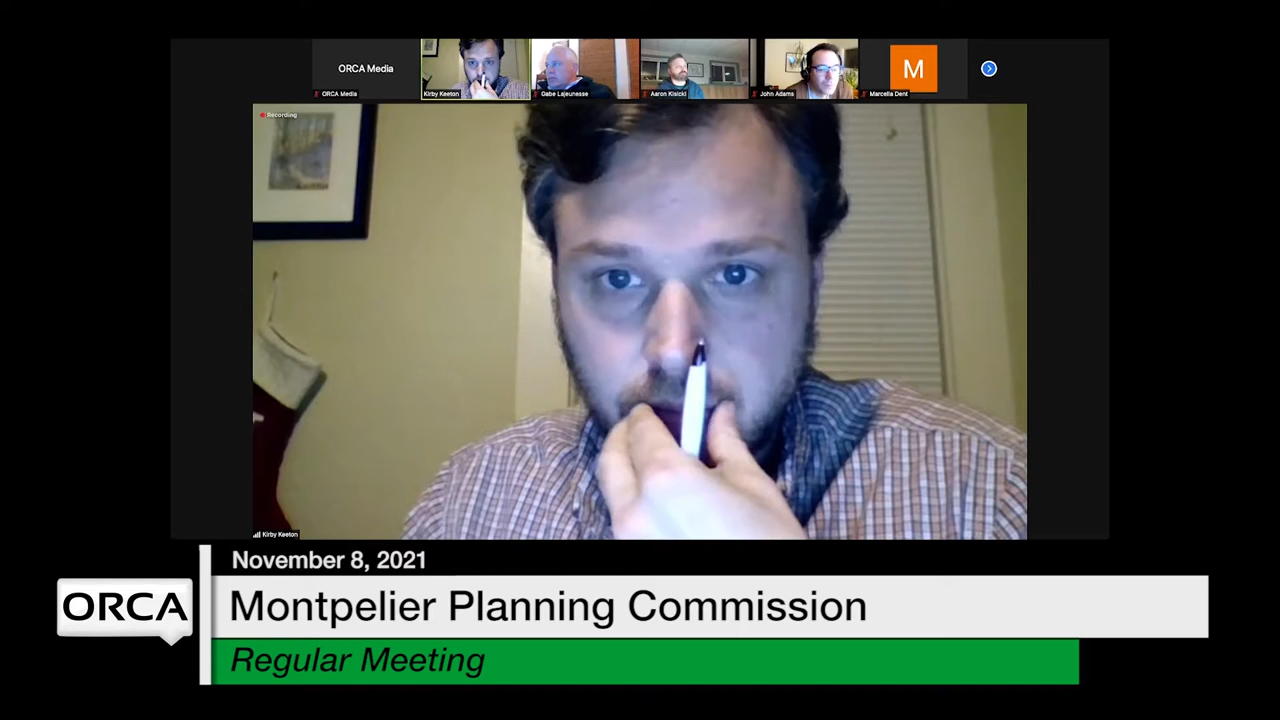 ORCA Media
ORCA Media
Kirby Keeton
Gabe Lajeunesse
Aaron Kisicki
John Adams
M
Marcella Dent
Recording
Kirby Keeton
November 8, 2021
ORCA
Montpelier Planning Commission
Regular Meeting